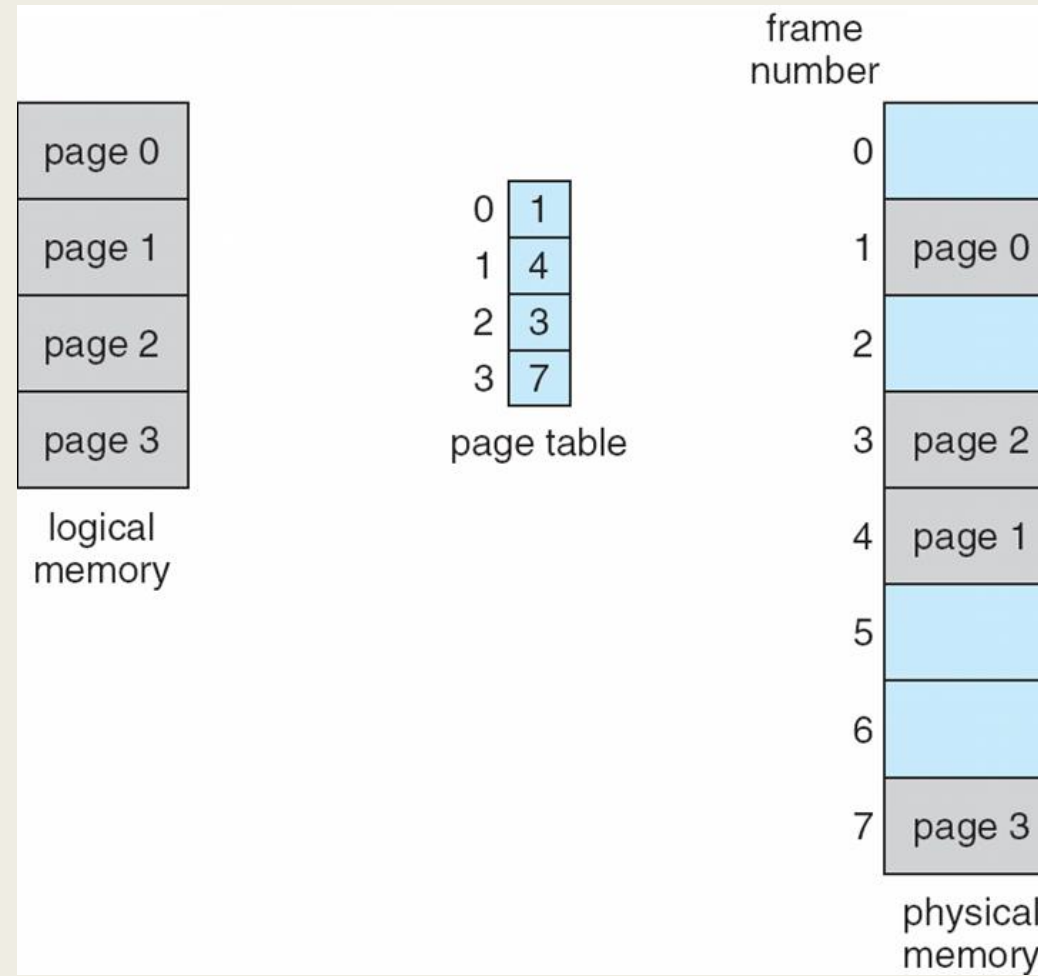 page 0
page 1
page 2
page 3
logical
memory
0 1
1 4
2 3
3 7
page table
frame
number
0
1 page 0
2
3 page 2
4 page 1
5
6
7 page 3
physical
memory